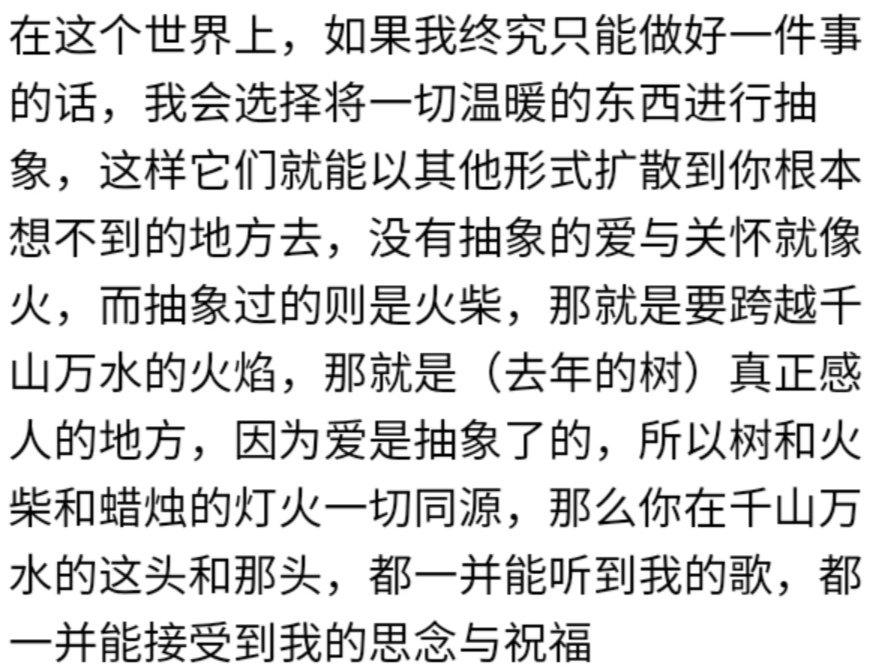 在这个世界上，如果我终究只能做好一件事
的话，我会选择将一切温暖的东西进行抽
象，这样它们就能以其他形式扩散到你根本
想不到的地方去，没有抽象的爱与关怀就像
火，而抽象过的则是火柴，那就是要跨越千
山万水的火焰，那就是（去年的树）真正感
人的地方，因为爱是抽象了的，所以树和火
柴和蜡烛的灯火一切同源，那么你在千山万
水的这头和那头，都一并能听到我的歌，都
一并能接受到我的思念与祝福